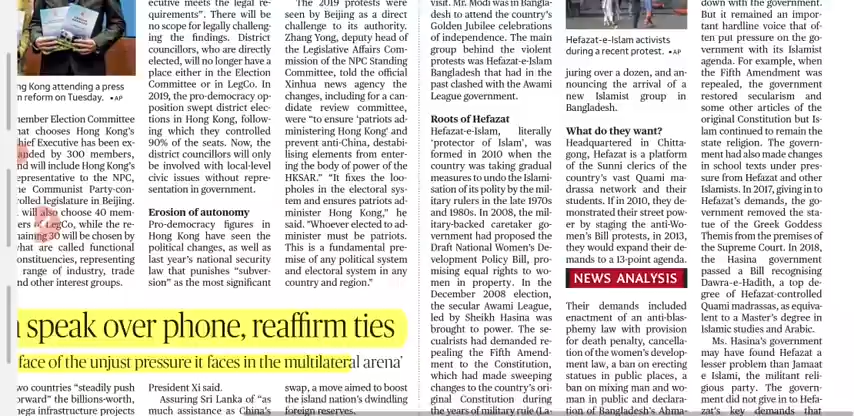 ng Kong attending a press
n reform on Tuesday. •AP
member Election Committee
hat chooses Hong Kong's
hief Executive has been ex-
anded by 300 members,
nd will include Hong Kong's
epresentative to the NPC,
he Communist Party-con-
rolled legislature in Beijing.
will also choose 40 mem-
ers of LegCo, while the re-
maining 30 will be chosen by
what are called functional
onstituencies, representing
range of industry, trade
nd other interest groups.
ecutive meets the legal re-
quirements”. There will be
no scope for legally challeng-
ing the findings. District
councillors, who are directly
elected, will no longer have a
place either in the Election
Committee or in LegCo. In
2019, the pro-democracy op-
position swept district elec-
tions in Hong Kong, follow-
ing which they controlled
90% of the seats. Now, the
district councillors will only
be involved with local-level
civic issues without repre-
sentation in government.
Erosion of autonomy
Pro-democracy figures in
Hong Kong have seen the
political changes, as well as
last year's national security
law that punishes “subver-
sion” as the most significant
The 2019 protests were
seen by Beijing as a direct
challenge to its authority.
Zhang Yong, deputy head of
the Legislative Affairs Com-
mission of the NPC Standing
Committee, told the official
Xinhua news agency the
changes, including for a can-
didate review committee,
were “to ensure 'patriots ad-
ministering Hong Kong' and
prevent anti-China, destabi-
lising elements from enter-
ing the body of power of the
HKSAR.” “It fixes the loo-
pholes in the electoral sys-
tem and ensures patriots ad-
minister Hong Kong,” he
said. “Whoever elected to ad-
minister must be patriots.
This is a fundamental pre-
mise of any political system
and electoral system in any
country and region.”
speak over phone, reaffirm ties
face of the unjust pressure it faces in the multilateral arena'
wo countries “steadily push
orward” the billions-worth,
mega infrastructure projects
President Xi said.
Assuring Sri Lanka of “as
much assistance as China's
swap, a move aimed to boost
the island nation's dwindling
foreign reserves.
visit. Mr. Modi was in Bangla-
desh to attend the country's
Golden Jubilee celebrations
of independence. The main
group behind the violent
protests was Hefazat-e-Islam
Bangladesh that had in the
past clashed with the Awami
League government.
Roots of Hefazat
Hefazat-e-Islam, literally
‘protector of Islam’, was
formed in 2010 when the
country was taking gradual
measures to undo the Islami-
sation of its polity by the mil-
itary rulers in the late 1970s
and 1980s. In 2008, the mil-
itary-backed caretaker go-
vernment had proposed the
Draft National Women's De-
velopment Policy Bill, pro-
mising equal rights to wo-
men in property. In the
December 2008 election,
the secular Awami League,
led by Sheikh Hasina was
brought to power. The se-
cualrists had demanded re-
pealing the Fifth Amend-
ment to the Constitution,
which had made sweeping
changes to the country's ori-
ginal Constitution during
the years of military rule (La-
Hefazat-e-Islam activists
during a recent protest. •AP
juring over a dozen, and an-
nouncing the arrival of a
new Islamist group in
Bangladesh.
What do they want?
Headquartered in Chitta-
gong, Hefazat is a platform
of the Sunni clerics of the
country's vast Quami ma-
drassa network and their
students. If in 2010, they de-
monstrated their street pow-
er by staging the anti-Wo-
men's Bill protests, in 2013,
they would expand their de-
mands to a 13-point agenda.
NEWS ANALYSIS
Their demands included
enactment of an anti-blas-
phemy law with provision
for death penalty, cancella-
tion of the women's develop-
ment law, a ban on erecting
statues in public places, a
ban on mixing man and wo-
man in public and declara-
tion of Bangladesh's Ahma-
down with the government.
But it remained an impor-
tant hardline voice that of-
ten put pressure on the go-
vernment with its Islamist
agenda. For example, when
the Fifth Amendment was
repealed, the government
restored secularism and
some other articles of the
original Constitution but Is-
lam continued to remain the
state religion. The govern-
ment had also made changes
in school texts under pres-
sure from Hefazat and other
Islamists. In 2017, giving in to
Hefazat's demands, the go-
vernment removed the sta-
tue of the Greek Goddess
Themis from the premises of
the Supreme Court. In 2018,
the Hasina government
passed a Bill recognising
Dawra-e-Hadith, a top de-
gree of Hefazat-controlled
Quami madrassas, as equiva-
lent to a Master's degree in
Islamic studies and Arabic.
Ms. Hasina's government
may have found Hefazat a
lesser problem than Jamaat
e Islami, the militant reli-
gious party. The govern-
ment did not give in to Hefa-
zat's key demands that